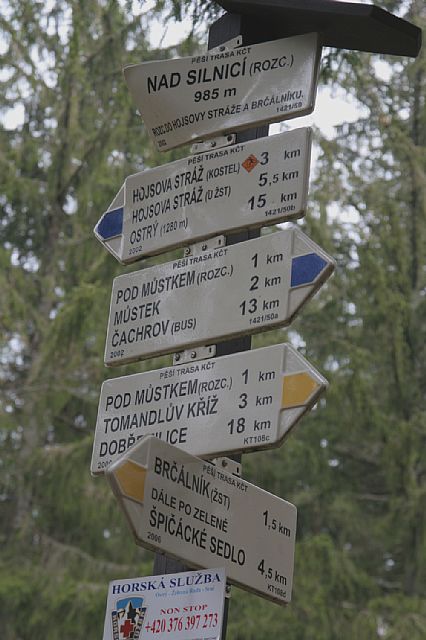 PĚŠÍ TRASA KČT
NAD SILNICÍ (ROZC.)
985 m
ROZC.DO HOJSOVY STRÁŽE A BRČÁLNÍKU.
1421/50
2002
PĚŠÍ TRASA KČT
HOJSOVA STRÁŽ (KOSTEL) 3 km
HOJSOVA STRÁŽ (U ŽST) 5,5 km
OSTRÝ (1280 m) 15 km
2002 1421/50b
PĚŠÍ TRASA KČT
POD MŮSTKEM (ROZC.) 1 km
MŮSTEK 2 km
ČACHROV (BUS) 13 km
2002 1421/50a
PĚŠÍ TRASA KČT
POD MŮSTKEM (ROZC.) 1 km
TOMANDLŮV KŘÍŽ 3 km
18 km
KT108c
PĚŠÍ TRASA KČT
BRČÁLNÍK (ŽST) 1,5 km
DÁLE PO ZELENÉ
ŠPIČÁCKÉ SEDLO 4,5 km
2006 KT108d
HORSKÁ SLUŽBA
NON STOP
+420 376 397 273